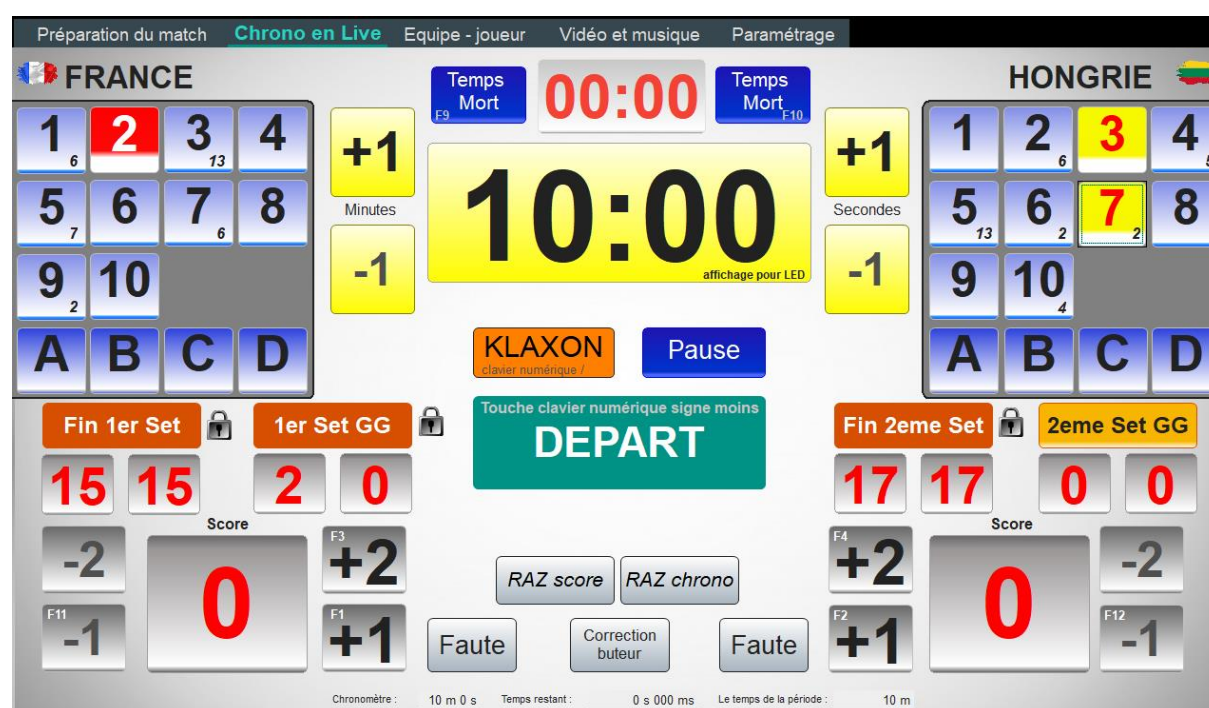 Préparation du match Chrono en Live Equipe - joueur Vidéo et musique Paramétrage
FRANCE
Temps Mort F9
00:00
Temps Mort F10
HONGRIE
1 6 2 3 13 4
5 7 6 7 6 8
9 2 10
A B C D
+1
Minutes
-1
10:00
affichage pour LED
+1
Secondes
-1
1 2 6 3 4
5 13 6 2 7 2 8
9 10 4
A B C D
KLAXON
clavier numérique /
Pause
Touche clavier numérique signe moins
DEPART
Fin 1er Set 1er Set GG
15 15 2 0
Fin 2eme Set 2eme Set GG
17 17 0 0
Score
-2 0 F3 +2
F11 -1 F1 +1
RAZ score RAZ chrono
Faute Correction buteur Faute
Score
F4 +2 0 -2
F2 +1 F12 -1
Chronomètre : 10 m 0 s Temps restant : 0 s 000 ms Le temps de la période : 10 m